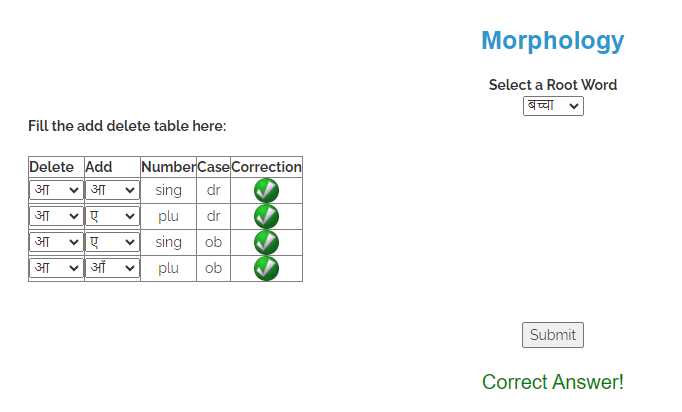 Morphology
Select a Root Word
बच्चा
Fill the add delete table here:
Delete Add Number Case Correction
आ आ sing dr
आ ए plu dr
आ ए sing ob
आ ओं plu ob
Submit
Correct Answer!